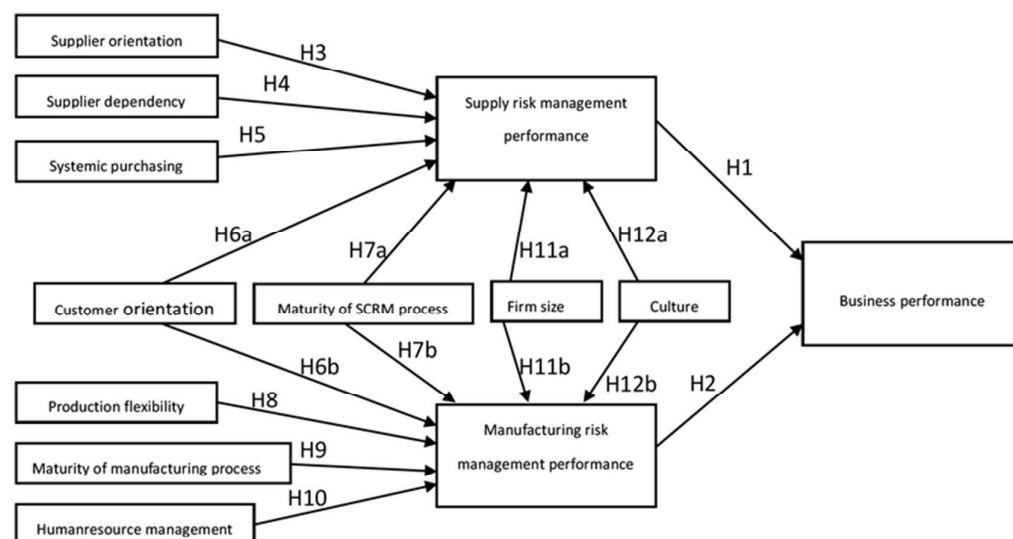 Supplier orientation
H3
Supplier dependency
H4
Supply risk management
performance
H5
Systemic purchasing
H1
H6a
H7a
H11a
H12a
Customer orientation
Maturity of SCRM process
Firm size
Culture
Business performance
H6b
H7b
H11b
H12b
H2
Production flexibility
H8
Manufacturing risk
management performance
Maturity of manufacturing process
H9
H10
Humanresource management